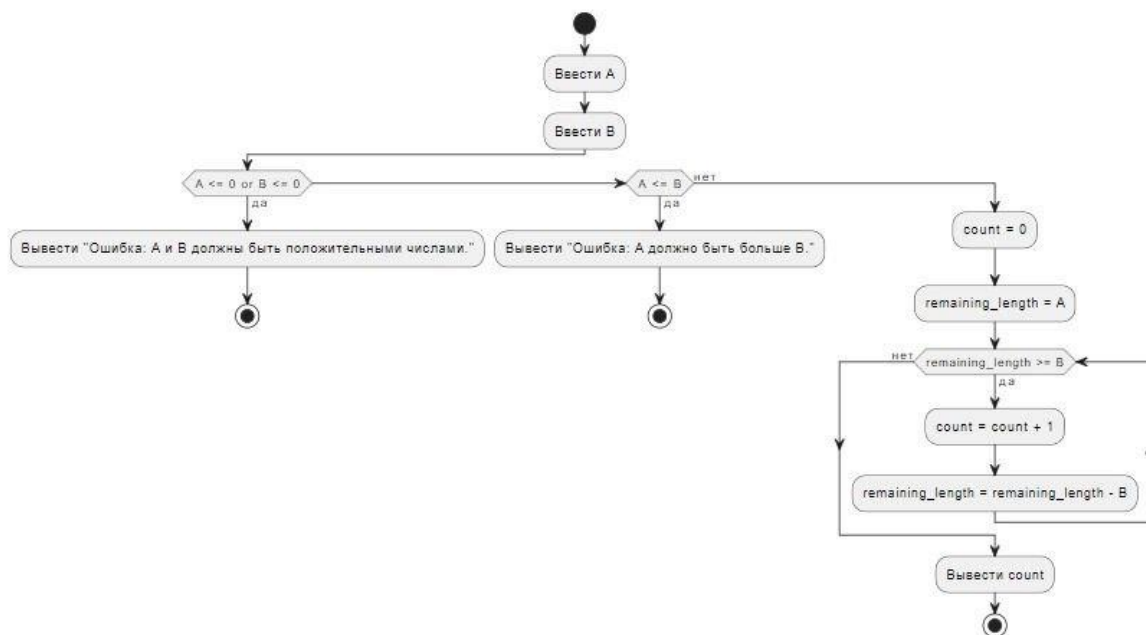 Ввести A
Ввести B
A <= 0 or B <= 0
A <= B
нет
да
да
Вывести "Ошибка: A и B должны быть положительными числами."
Вывести "Ошибка: A должно быть больше B."
count = 0
remaining_length = A
нет
remaining_length >= B
да
count = count + 1
remaining_length = remaining_length - B
Вывести count